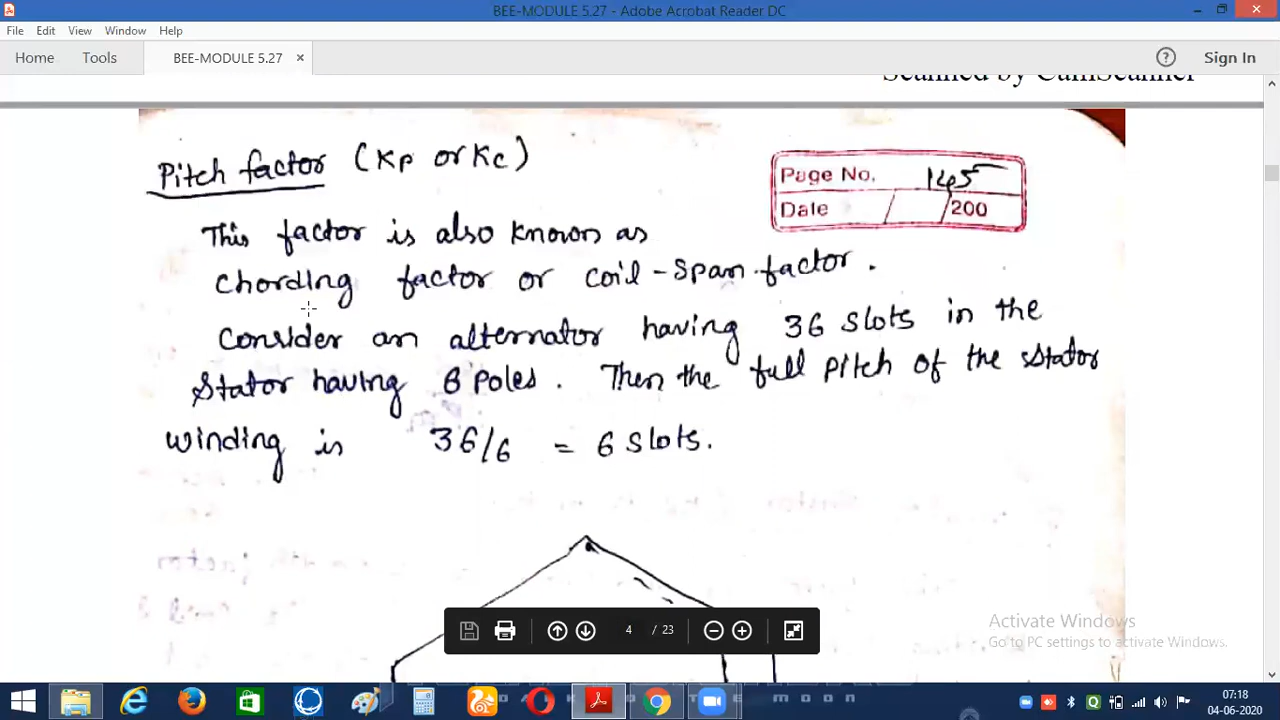 BEE-MODULE 5.27 - Adobe Acrobat Reader DC
File Edit View Window Help
Home Tools BEE-MODULE 5.27 × Sign In
Scanned by CamScanner
Pitch factor (Kp or Kc)
Page No. 145
Date / /200
This factor is also known as
chording factor or coil-span factor.
Consider an alternator having 36 slots in the
stator having 6 poles. Then the full pitch of the stator
winding is 36/6 = 6 slots.
4 / 23
Activate Windows
Go to PC settings to activate Windows.
07:18
04-06-2020